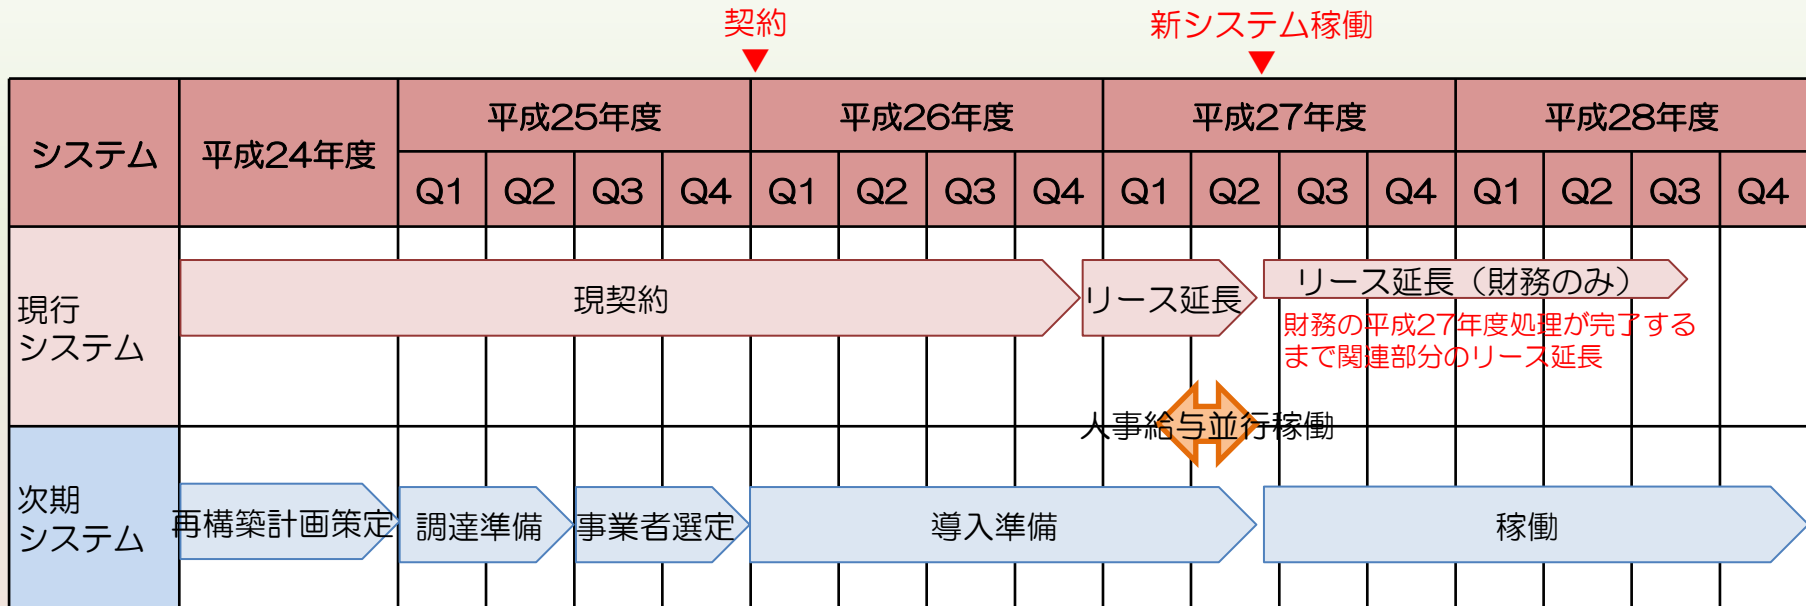 契約
新システム稼働
システム
平成24年度
平成25年度
平成26年度
平成27年度
平成28年度
Q1
Q2
Q3
Q4
Q1
Q2
Q3
Q4
Q1
Q2
Q3
Q4
Q1
Q2
Q3
Q4
現行
システム
現契約
リース延長
リース延長（財務のみ）
財務の平成27年度処理が完了する
まで関連部分のリース延長
人事給与並行稼働
次期
システム
再構築計画策定
調達準備
事業者選定
導入準備
稼働